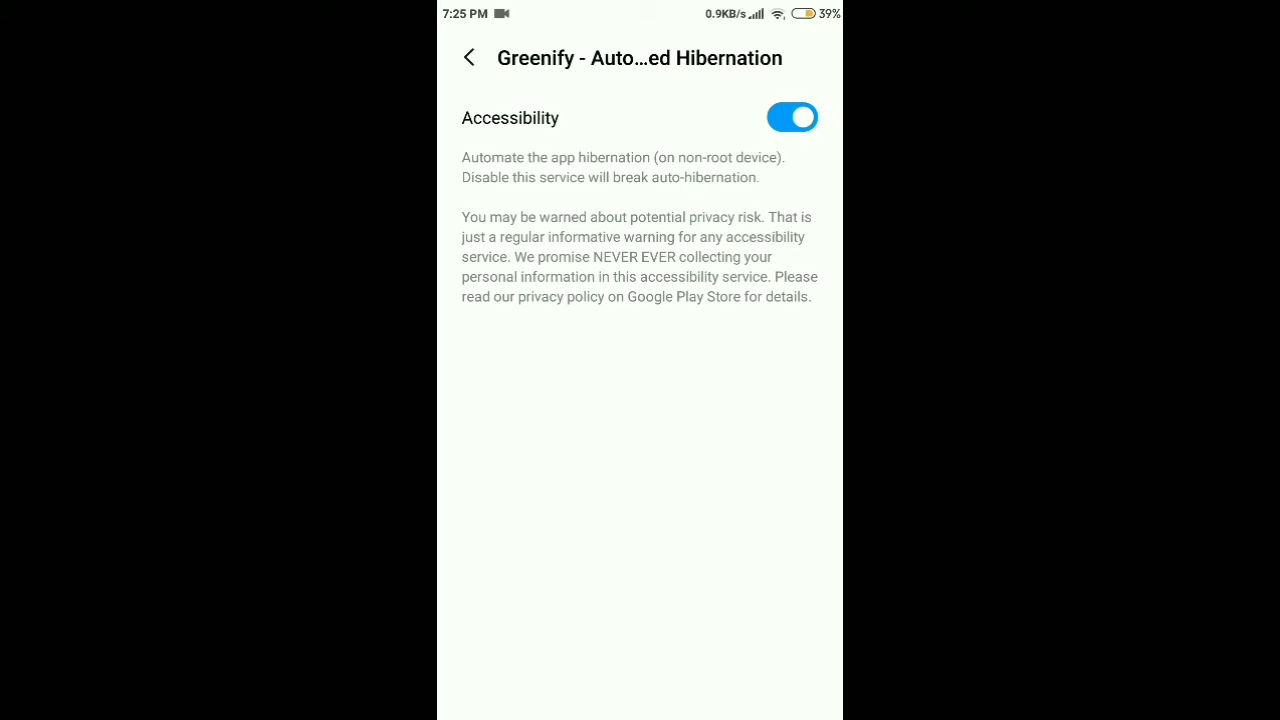 7:25 PM 0.9KB/s 39%
Greenify - Auto...ed Hibernation
Accessibility
Automate the app hibernation (on non-root device).
Disable this service will break auto-hibernation.
You may be warned about potential privacy risk. That is
just a regular informative warning for any accessibility
service. We promise NEVER EVER collecting your
personal information in this accessibility service. Please
read our privacy policy on Google Play Store for details.